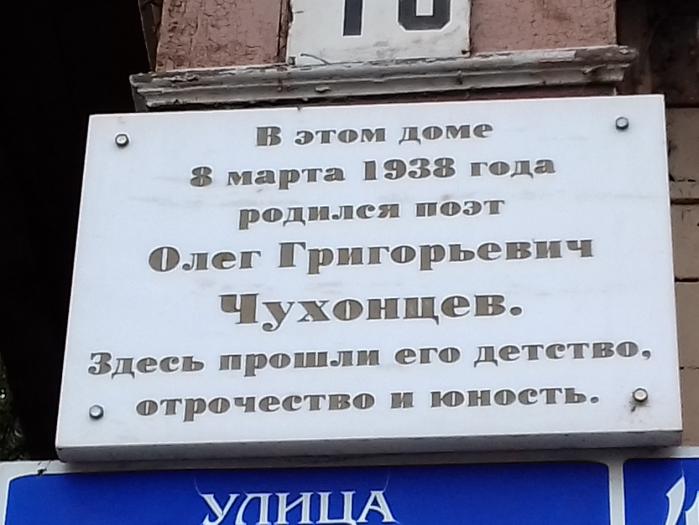 В этом доме
8 марта 1938 года
родился поэт
Олег Григорьевич
Чухонцев.
Здесь прошли его детство,
отрочество и юность.
УЛИЦА